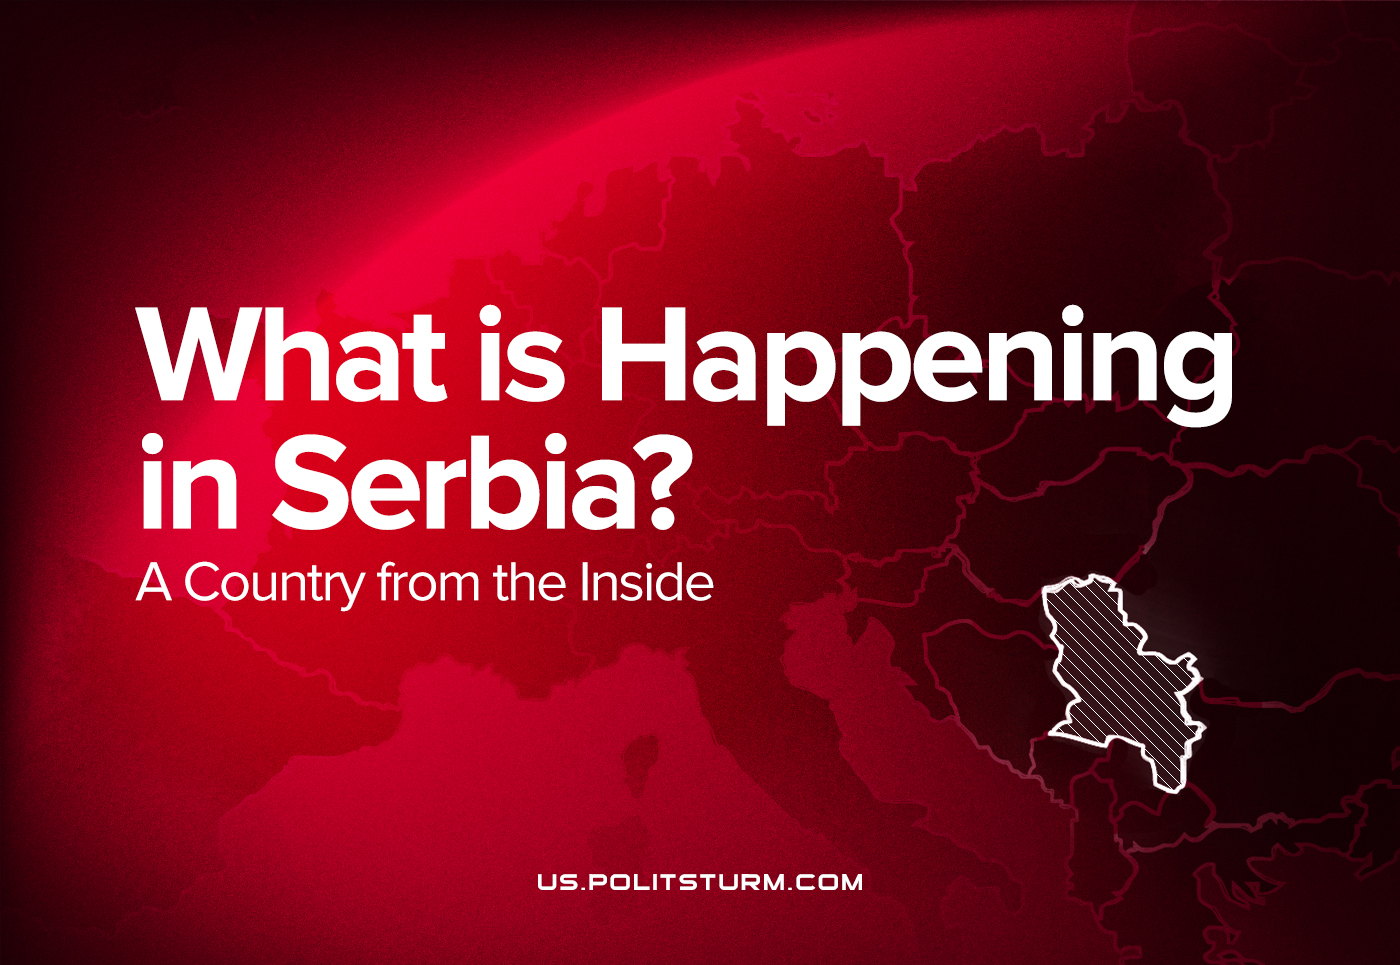 What is Happening
in Serbia?
A Country from the Inside
US.POLITSTURM.COM